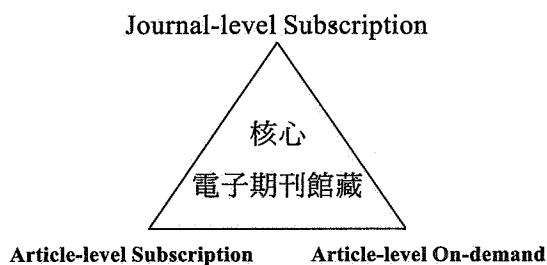 Journal-level Subscription
核心
電子期刊館藏
Article-level Subscription
Article-level On-demand